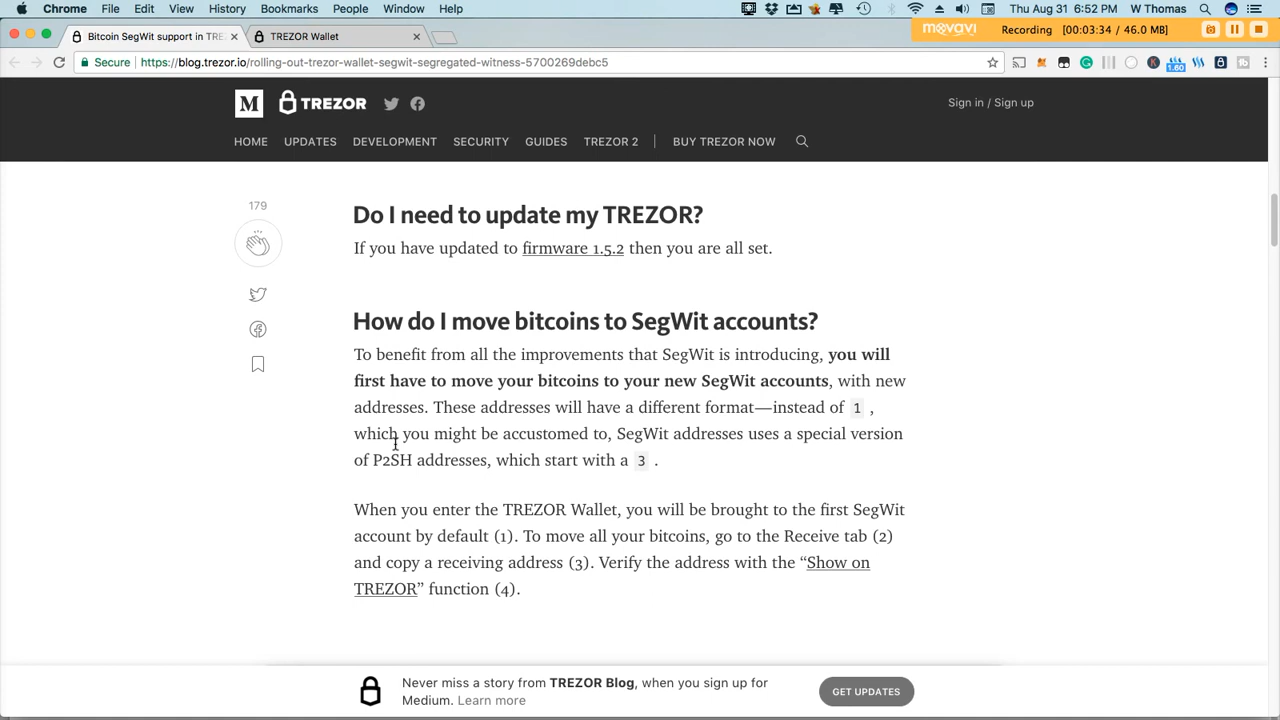 Chrome File Edit View History Bookmarks People Window Help Thu Aug 31 6:52 PM W Thomas
Bitcoin SegWit support in TRE
TREZOR Wallet
movavi Recording [00:03:34 / 46.0 MB]
Secure https://blog.trezor.io/rolling-out-trezor-wallet-segwit-segregated-witness-5700269debc5
1.60
M TREZOR
Sign in / Sign up
HOME UPDATES DEVELOPMENT SECURITY GUIDES TREZOR 2 BUY TREZOR NOW
179
Do I need to update my TREZOR?
If you have updated to firmware 1.5.2 then you are all set.
How do I move bitcoins to SegWit accounts?
To benefit from all the improvements that SegWit is introducing, you will
first have to move your bitcoins to your new SegWit accounts, with new
addresses. These addresses will have a different format—instead of 1 ,
which you might be accustomed to, SegWit addresses uses a special version
of P2SH addresses, which start with a 3 .
When you enter the TREZOR Wallet, you will be brought to the first SegWit
account by default (1). To move all your bitcoins, go to the Receive tab (2)
and copy a receiving address (3). Verify the address with the “Show on
TREZOR” function (4).
Never miss a story from TREZOR Blog, when you sign up for
Medium. Learn more
GET UPDATES